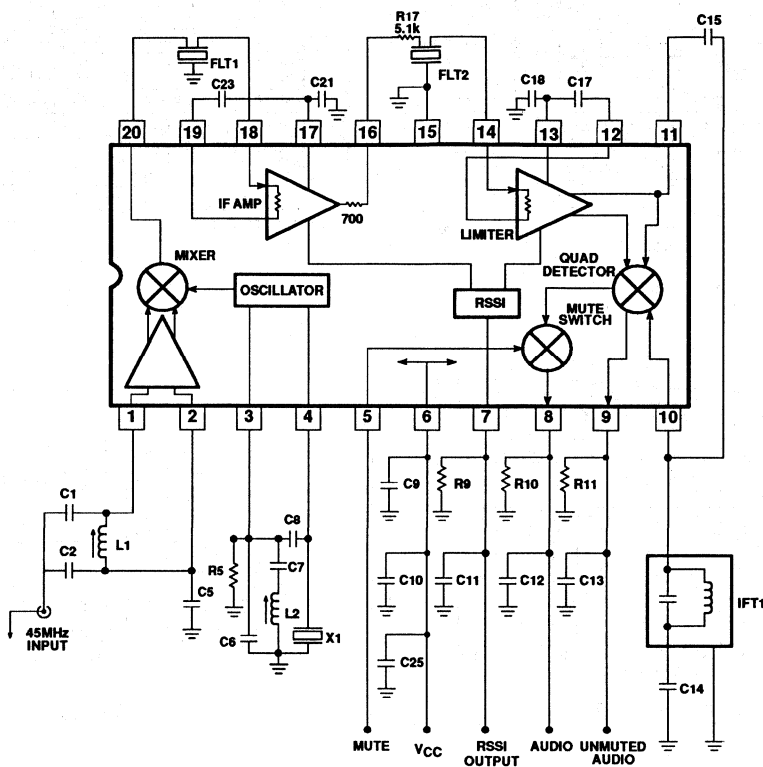 R17
5.1k
C15
FLT1
FLT2
C23
C21
C18
C17
20
19
18
17
16
15
14
13
12
11
IF AMP
700
LIMITER
MIXER
QUAD
DETECTOR
OSCILLATOR
RSSI
MUTE
SWITCH
1
2
3
4
5
6
7
8
9
10
C9
R9
R10
R11
C1
L1
C2
C8
R5
C7
C5
L2
C6
X1
C10
C11
C12
C13
IFT1
45MHz
INPUT
C25
C14
MUTE
VCC
RSSI
OUTPUT
AUDIO
UNMUTED
AUDIO